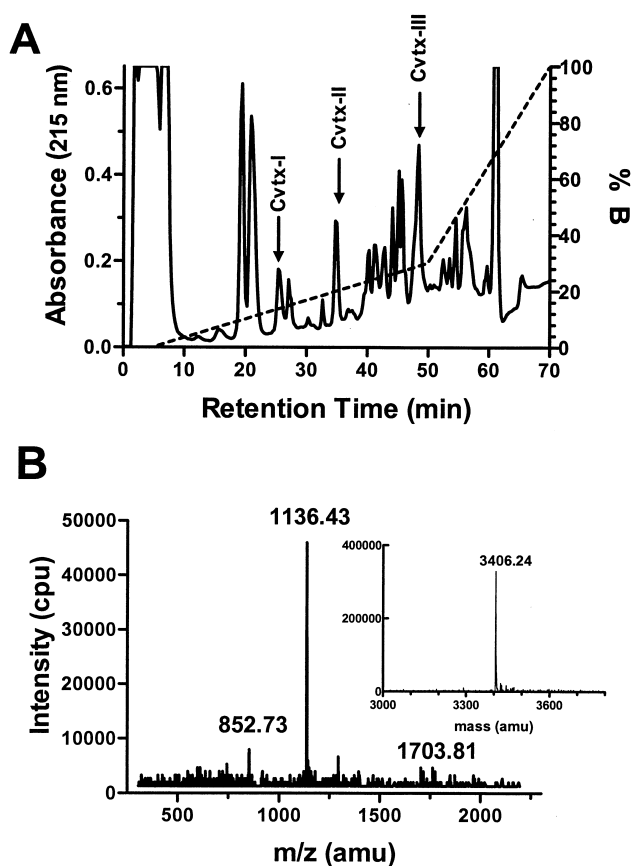 A
Absorbance (215 nm)
0.6
0.4
0.2
0.0
Cvtx-I
Cvtx-II
Cvtx-III
100
80
60
40
20
0
% B
0 10 20 30 40 50 60 70
Retention Time (min)
B
Intensity (cpu)
50000
40000
30000
20000
10000
0
1136.43
852.73
1703.81
500 1000 1500 2000
m/z (amu)
400000
200000
0
3406.24
3000 3300 3600
mass (amu)